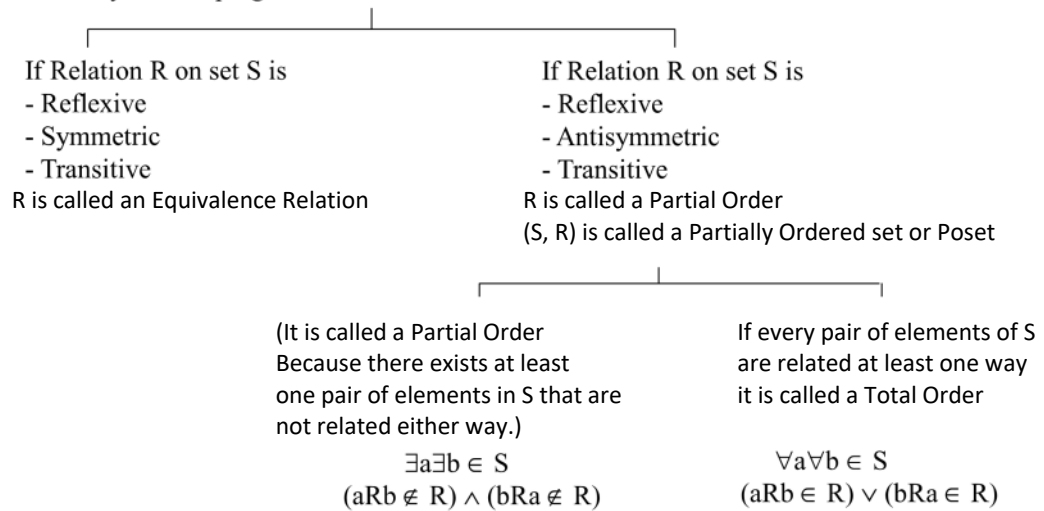 If Relation R on set S is
- Reflexive
- Symmetric
- Transitive
R is called an Equivalence Relation
If Relation R on set S is
- Reflexive
- Antisymmetric
- Transitive
R is called a Partial Order
(S, R) is called a Partially Ordered set or Poset
(It is called a Partial Order
Because there exists at least
one pair of elements in S that are
not related either way.)
∃a∃b ∈ S
(aRb ∉ R) ∧ (bRa ∉ R)
If every pair of elements of S
are related at least one way
it is called a Total Order
∀a∀b ∈ S
(aRb ∈ R) ∨ (bRa ∈ R)